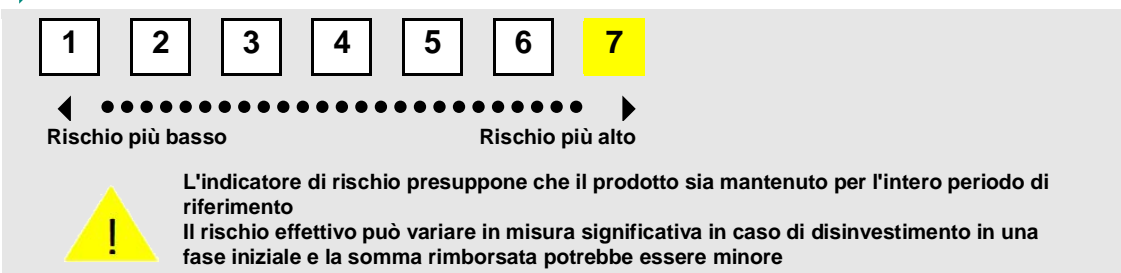 1 2 3 4 5 6 7
Rischio più basso Rischio più alto
!
L'indicatore di rischio presuppone che il prodotto sia mantenuto per l'intero periodo di
riferimento
Il rischio effettivo può variare in misura significativa in caso di disinvestimento in una
fase iniziale e la somma rimborsata potrebbe essere minore